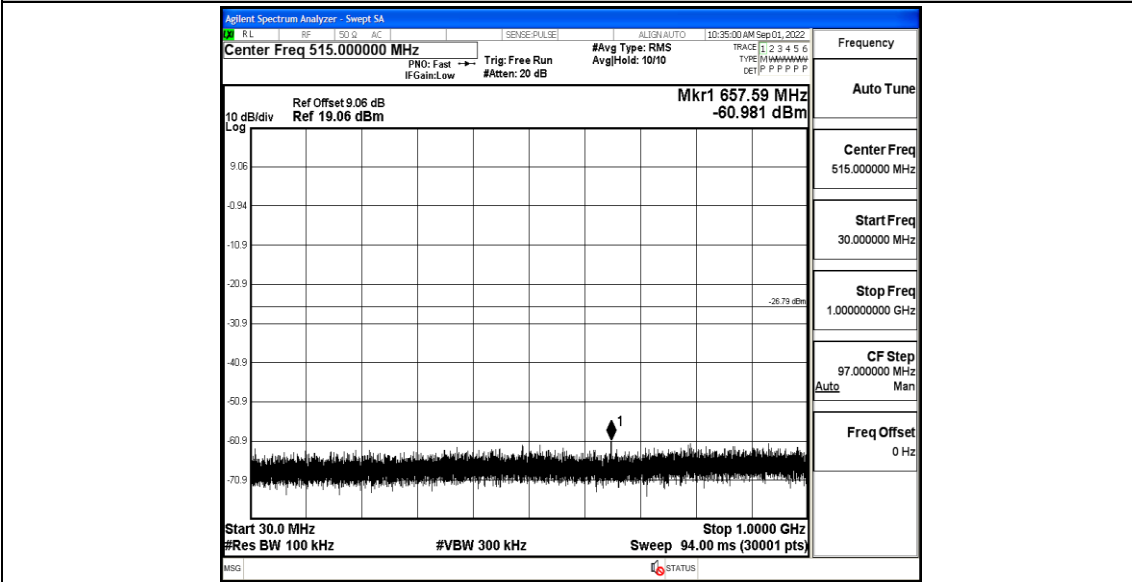 Agilent Spectrum Analyzer - Swept SA
RL RF 50 Ω AC SENSE:PULSE ALIGN AUTO 10:35:00 AM Sep 01, 2022
Center Freq 515.000000 MHz
PNO: Fast
IFGain:Low
Trig: Free Run
#Atten: 20 dB
#Avg Type: RMS
Avg|Hold: 10/10
TRACE 1 2 3 4 5 6
TYPE M
DET P P P P P P
Ref Offset 9.06 dB
10 dB/div Ref 19.06 dBm
Log
Mkr1 657.59 MHz
-60.981 dBm
9.06
-0.94
-10.9
-20.9
-26.79 dBm
-30.9
-40.9
-50.9
1
-60.9
-70.9
Start 30.0 MHz Stop 1.0000 GHz
#Res BW 100 kHz #VBW 300 kHz Sweep 94.00 ms (30001 pts)
MSG STATUS
Frequency
Auto Tune
Center Freq
515.000000 MHz
Start Freq
30.000000 MHz
Stop Freq
1.000000000 GHz
CF Step
97.000000 MHz
Auto Man
Freq Offset
0 Hz